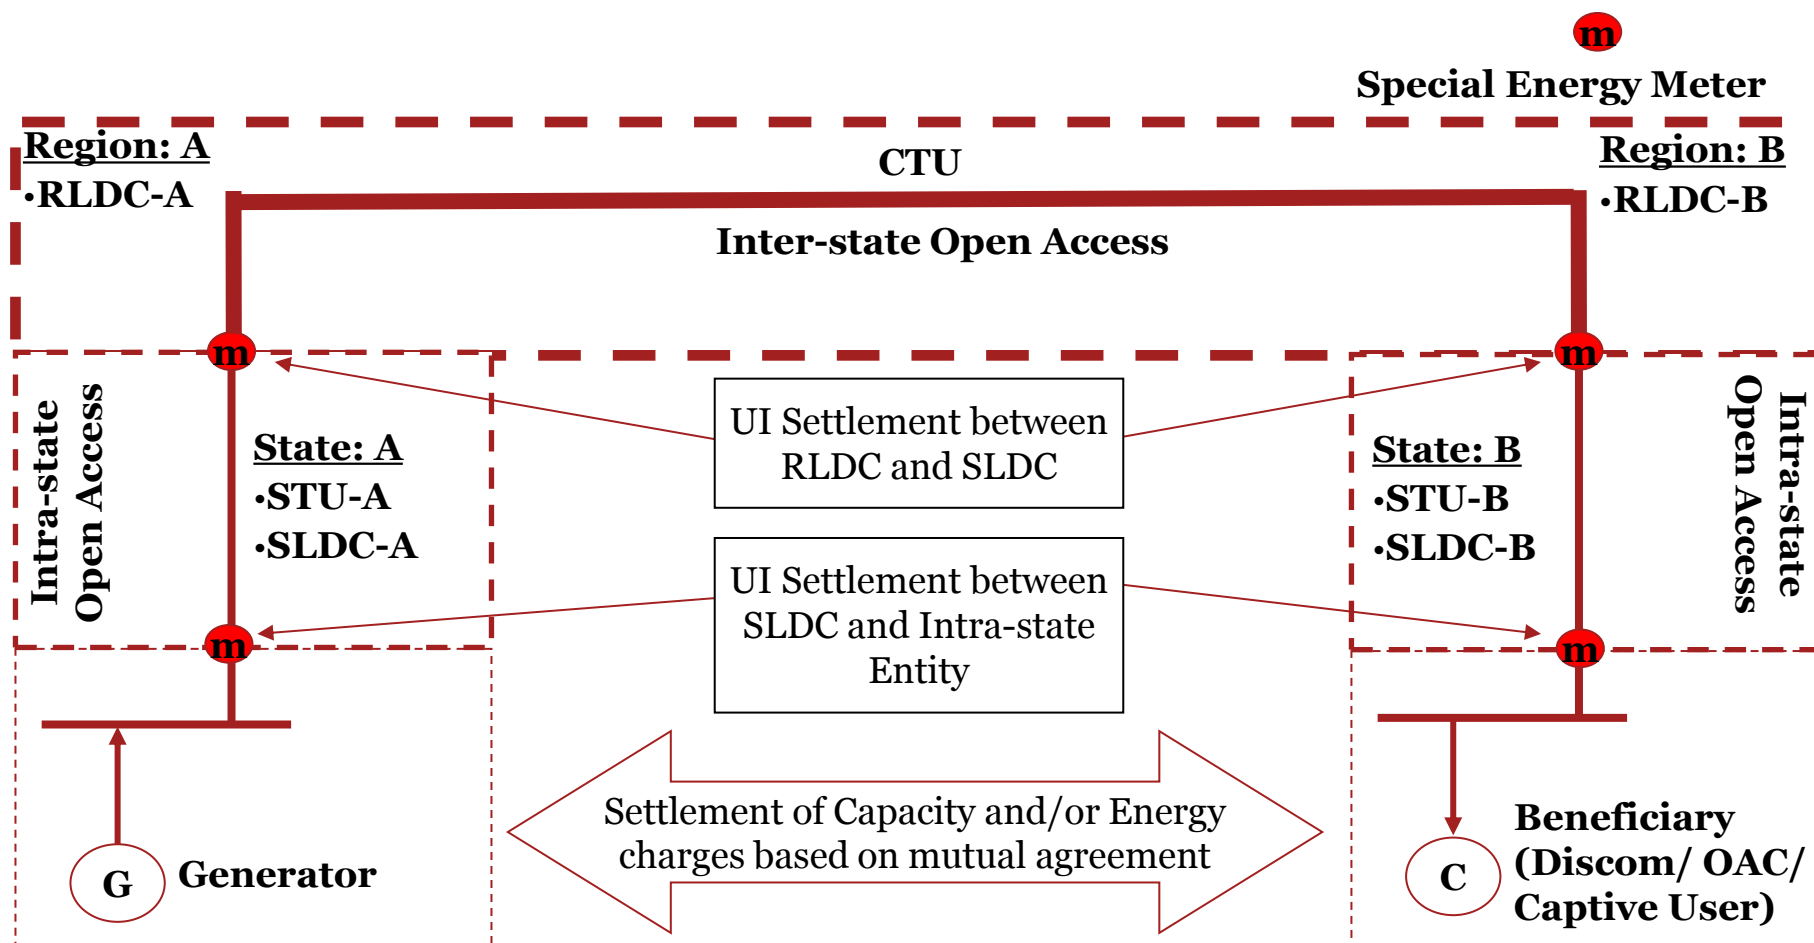 m
Special Energy Meter
Region: A
•RLDC-A
CTU
Region: B
•RLDC-B
Inter-state Open Access
m
m
Intra-state
Open Access
State: A
•STU-A
•SLDC-A
UI Settlement between
RLDC and SLDC
State: B
•STU-B
•SLDC-B
Intra-state
Open Access
UI Settlement between
SLDC and Intra-state
Entity
m
m
Settlement of Capacity and/or Energy
charges based on mutual agreement
G
Generator
C
Beneficiary
(Discom/ OAC/
Captive User)